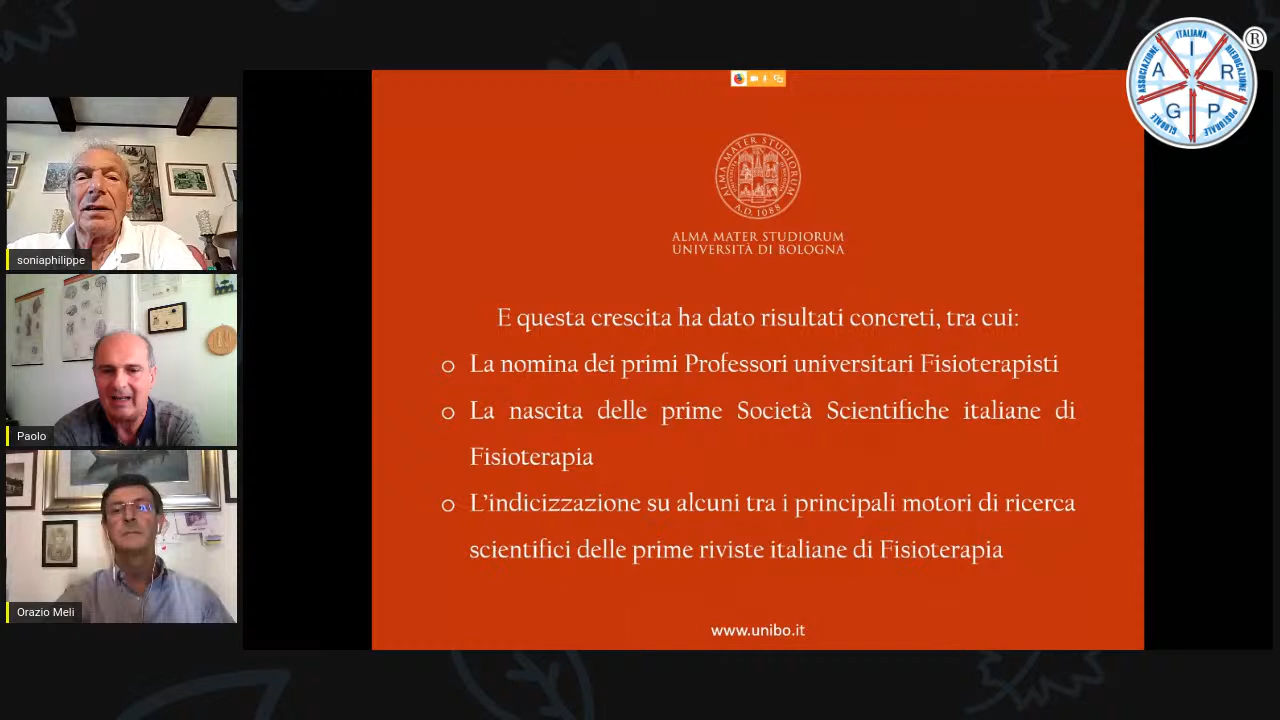 soniaphilippe
Paolo
Orazio Meli
ALMA MATER STUDIORUM
A.D. 1088
ALMA MATER STUDIORUM
UNIVERSITÀ DI BOLOGNA
E questa crescita ha dato risultati concreti, tra cui:
o La nomina dei primi Professori universitari Fisioterapisti
o La nascita delle prime Società Scientifiche italiane di
Fisioterapia
o L'indicizzazione su alcuni tra i principali motori di ricerca
scientifici delle prime riviste italiane di Fisioterapia
www.unibo.it
ASSOCIAZIONE ITALIANA RIEDUCAZIONE
GLOBALE POSTURALE
A I R G P
®